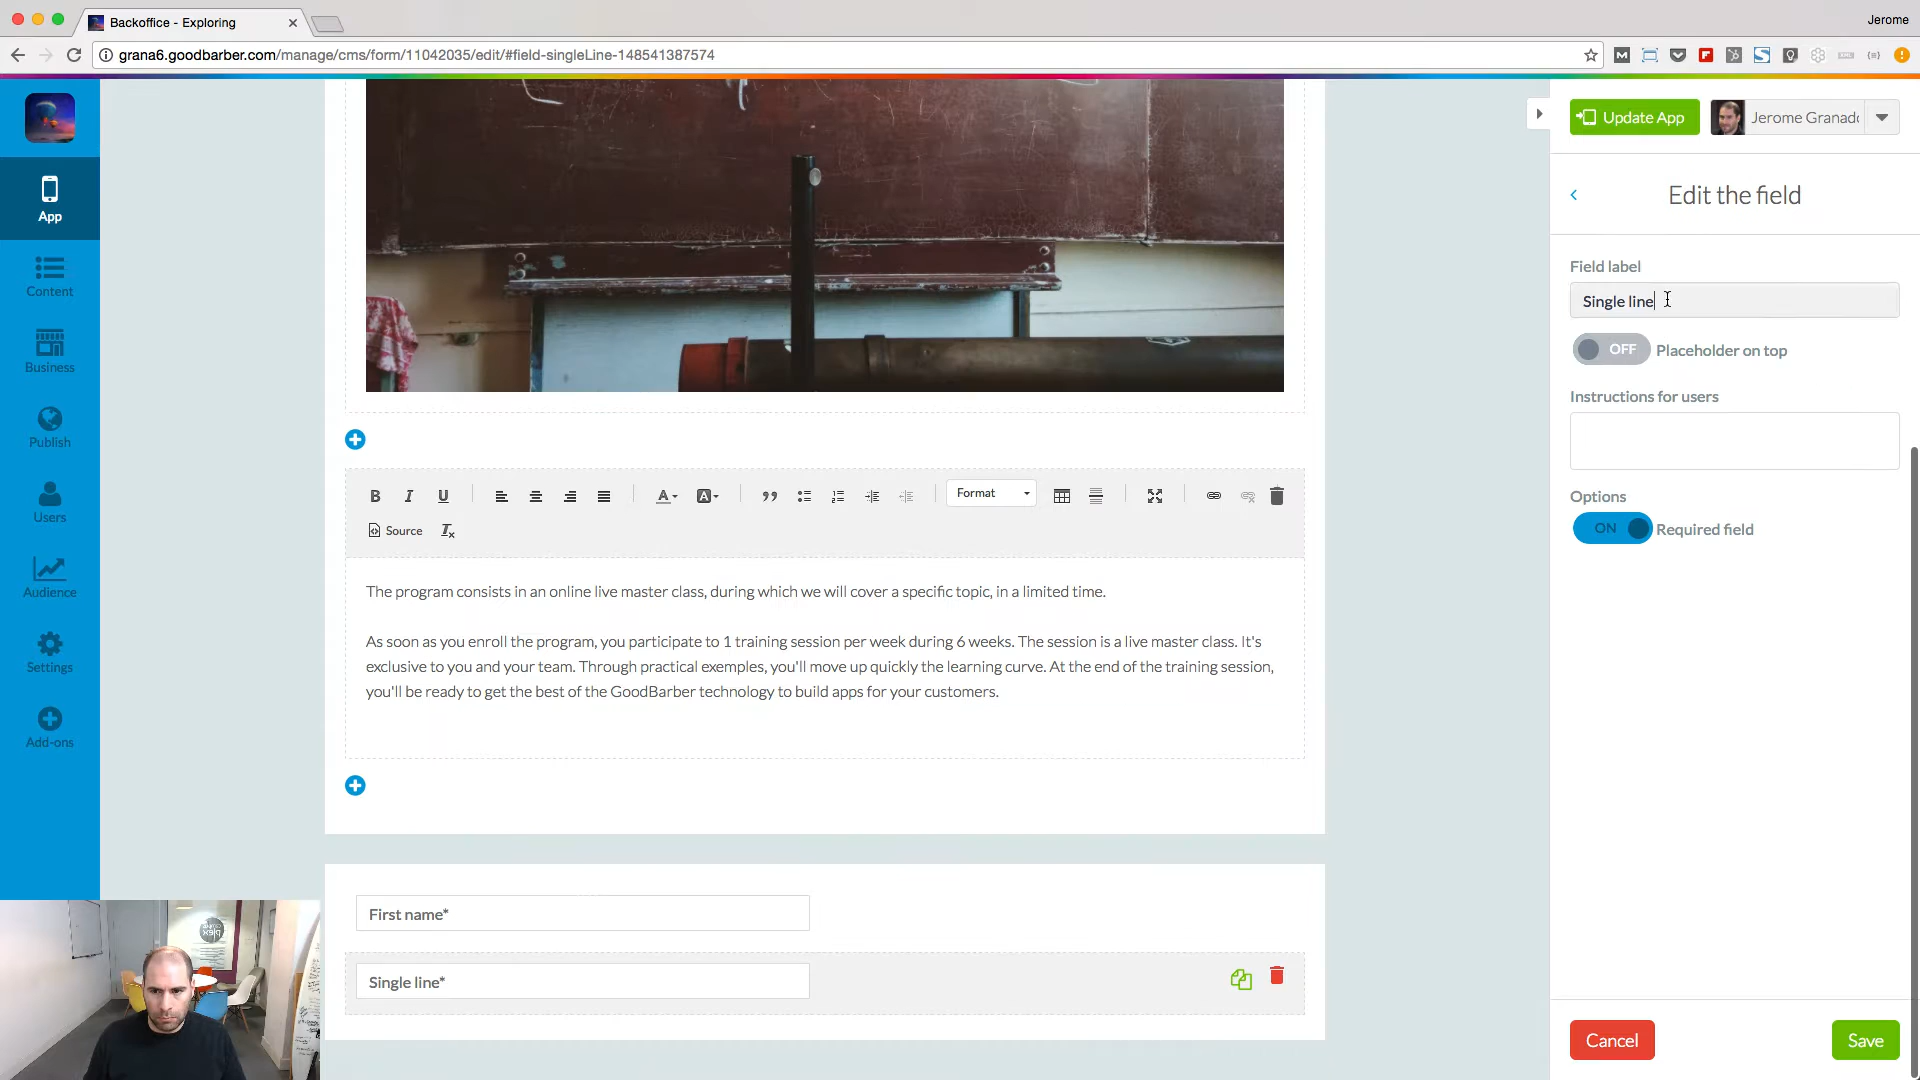 Backoffice - Exploring
Jerome
grana6.goodbarber.com/manage/cms/form/11042035/edit/#field-singleLine-148541387574
Update App
Jerome Granado
Edit the field
App
Content
Business
Publish
Users
Audience
Settings
Add-ons
Field label
Single line
OFF Placeholder on top
Instructions for users
Options
ON Required field
B I U
Format
Source
The program consists in an online live master class, during which we will cover a specific topic, in a limited time.
As soon as you enroll the program, you participate to 1 training session per week during 6 weeks. The session is a live master class. It's
exclusive to you and your team. Through practical exemples, you'll move up quickly the learning curve. At the end of the training session,
you'll be ready to get the best of the GoodBarber technology to build apps for your customers.
First name*
Single line*
Cancel
Save